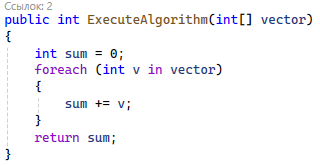 Ссылок: 2
public int ExecuteAlgorithm(int[] vector)
{
    int sum = 0;
    foreach (int v in vector)
    {
        sum += v;
    }
    return sum;
}